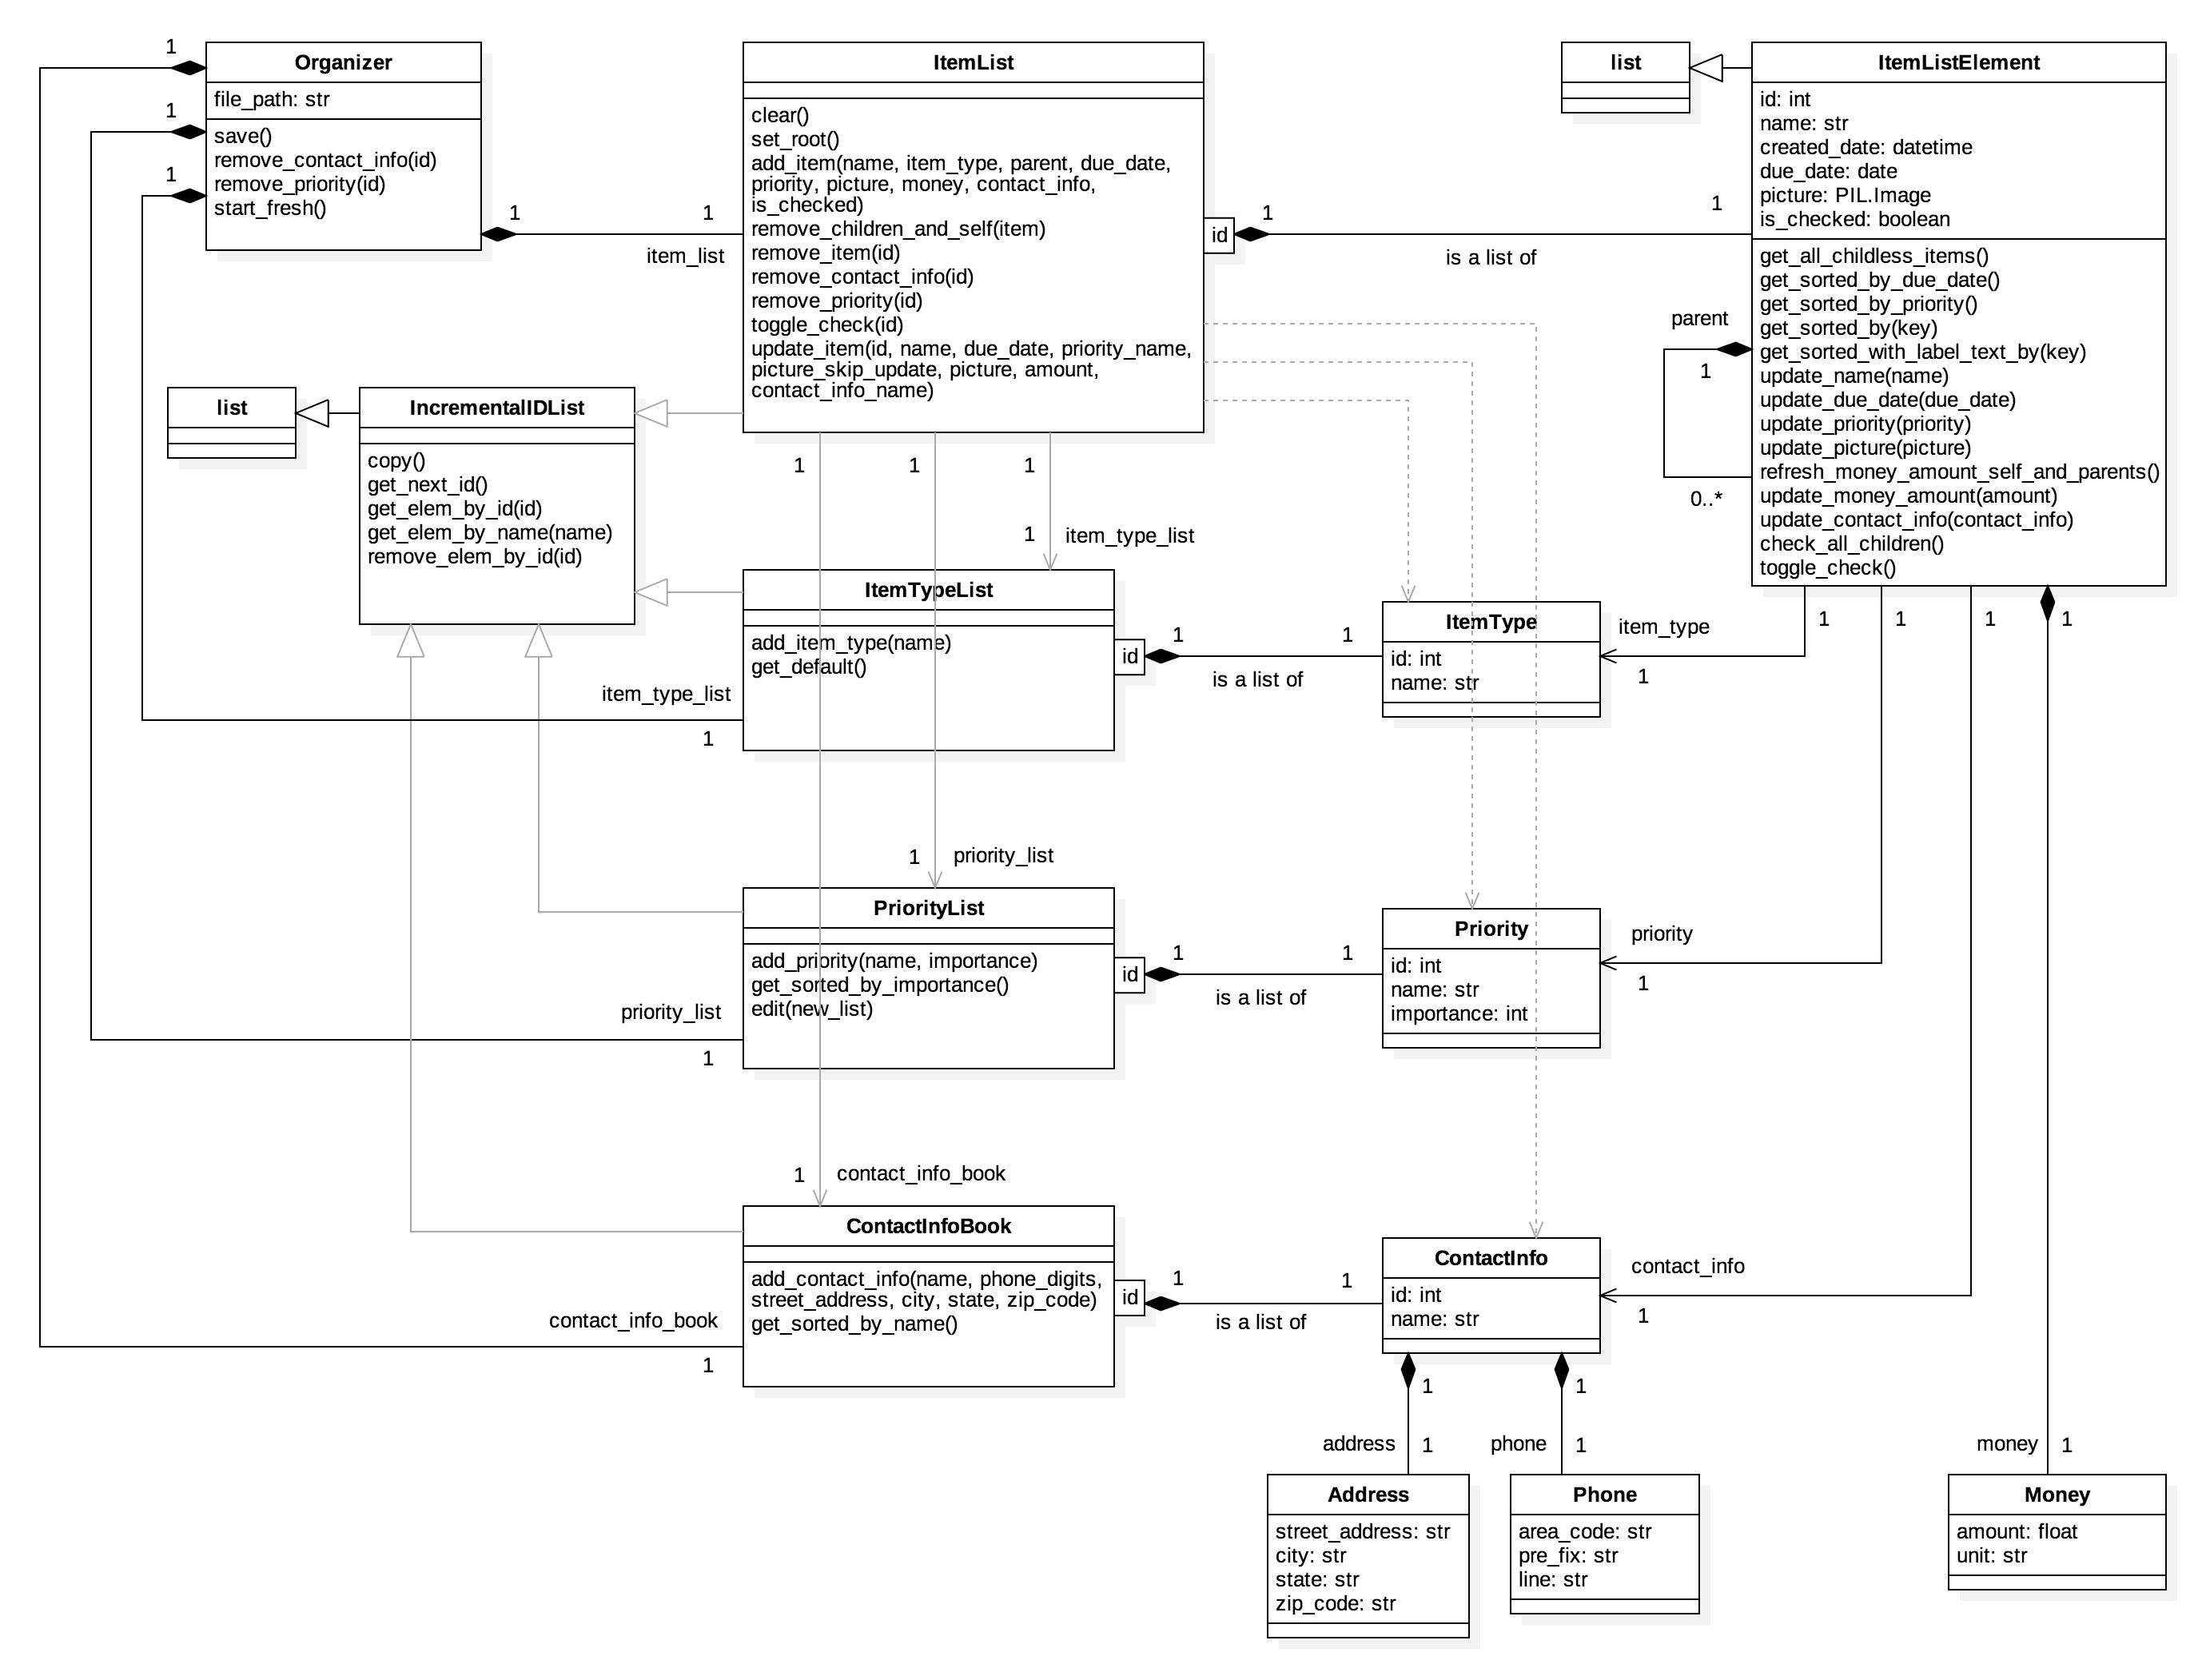 Organizer
file_path: str
save()
remove_contact_info(id)
remove_priority(id)
start_fresh()
1
1
1
1
1
item_list
ItemList
clear()
set_root()
add_item(name, item_type, parent, due_date,
priority, picture, money, contact_info,
is_checked)
remove_children_and_self(item)
remove_item(id)
remove_contact_info(id)
remove_priority(id)
toggle_check(id)
update_item(id, name, due_date, priority_name,
picture_skip_update, picture, amount,
contact_info_name)
id
1
1
is a list of
list
ItemListElement
id: int
name: str
created_date: datetime
due_date: date
picture: PIL.Image
is_checked: boolean
get_all_childless_items()
get_sorted_by_due_date()
get_sorted_by_priority()
get_sorted_by(key)
get_sorted_with_label_text_by(key)
update_name(name)
update_due_date(due_date)
update_priority(priority)
update_picture(picture)
refresh_money_amount_self_and_parents()
update_money_amount(amount)
update_contact_info(contact_info)
check_all_children()
toggle_check()
parent
1
0..*
list
IncrementalIDList
copy()
get_next_id()
get_elem_by_id(id)
get_elem_by_name(name)
remove_elem_by_id(id)
1
1
1
1
item_type_list
ItemTypeList
add_item_type(name)
get_default()
item_type_list
1
id
1
1
is a list of
ItemType
id: int
name: str
item_type
1
1
1
1
1
1
priority_list
PriorityList
add_priority(name, importance)
get_sorted_by_importance()
edit(new_list)
priority_list
1
id
1
1
is a list of
Priority
id: int
name: str
importance: int
priority
1
1
contact_info_book
ContactInfoBook
add_contact_info(name, phone_digits,
street_address, city, state, zip_code)
get_sorted_by_name()
contact_info_book
1
id
1
1
is a list of
ContactInfo
id: int
name: str
contact_info
1
1
1
address
1
phone
1
money
1
Address
street_address: str
city: str
state: str
zip_code: str
Phone
area_code: str
pre_fix: str
line: str
Money
amount: float
unit: str